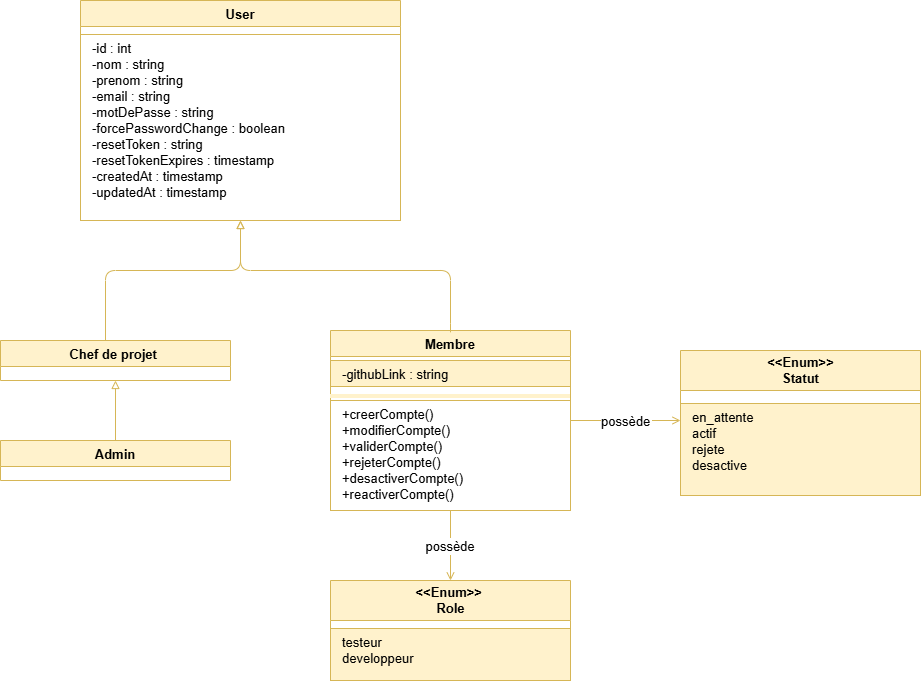 User
-id : int
-nom : string
-prenom : string
-email : string
-motDePasse : string
-forcePasswordChange : boolean
-resetToken : string
-resetTokenExpires : timestamp
-createdAt : timestamp
-updatedAt : timestamp
Chef de projet
Admin
Membre
-githubLink : string
+creerCompte()
+modifierCompte()
+validerCompte()
+rejeterCompte()
+desactiverCompte()
+reactiverCompte()
possède
<<Enum>>
Statut
en_attente
actif
rejete
desactive
possède
<<Enum>>
Role
testeur
developpeur